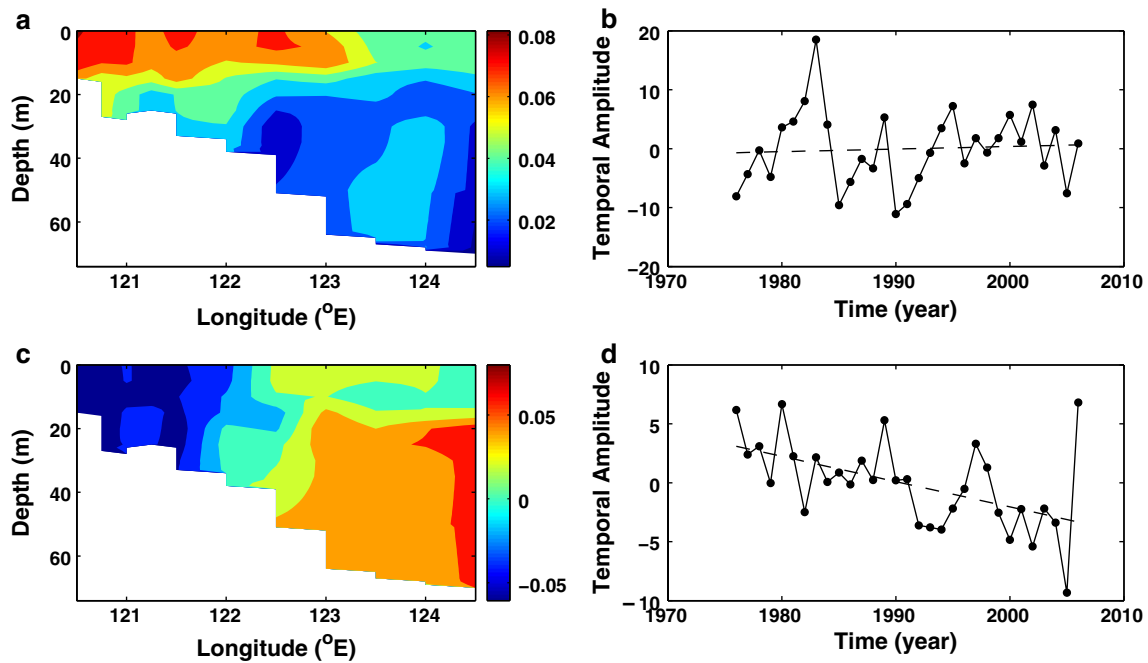 a
0
20
40
60
Depth (m)
121 122 123 124
Longitude (°E)
0.08
0.06
0.04
0.02
b
20
10
0
−10
−20
Temporal Amplitude
1970 1980 1990 2000 2010
Time (year)
c
0
20
40
60
Depth (m)
121 122 123 124
Longitude (°E)
0.05
0
−0.05
d
10
5
0
−5
−10
Temporal Amplitude
1970 1980 1990 2000 2010
Time (year)